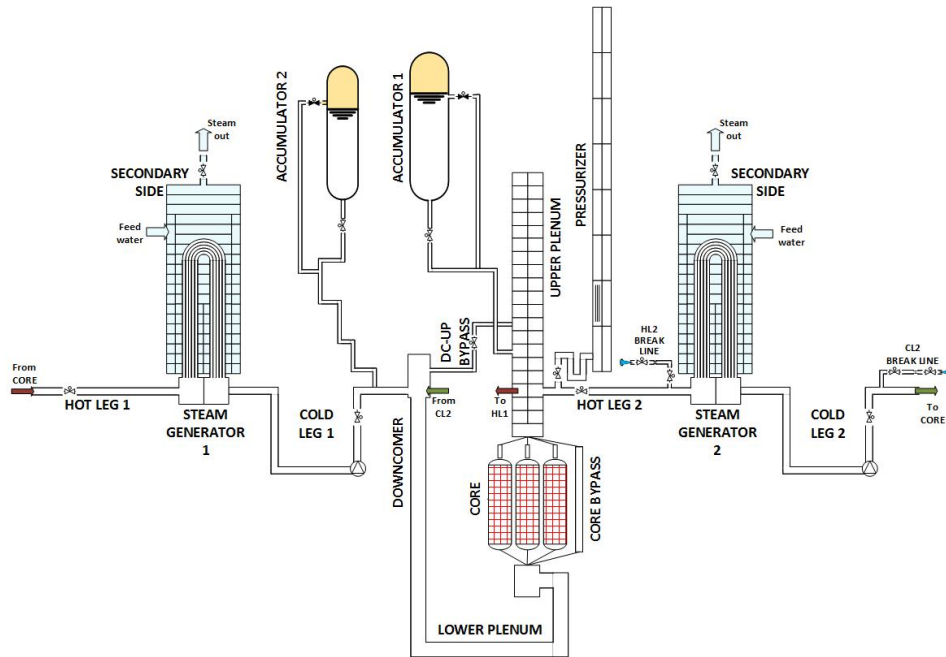 Steam
out
SECONDARY
SIDE
Feed
water
From
CORE
HOT LEG 1
STEAM
GENERATOR
1
COLD
LEG 1
ACCUMULATOR 2
ACCUMULATOR 1
DOWNCOMER
DC-UP
BYPASS
From
CL2
To
HL1
UPPER PLENUM
PRESSURIZER
CORE
CORE BYPASS
LOWER PLENUM
HL2
BREAK
LINE
HOT LEG 2
Steam
out
SECONDARY
SIDE
Feed
water
STEAM
GENERATOR
2
COLD
LEG 2
CL2
BREAK LINE
To
CORE